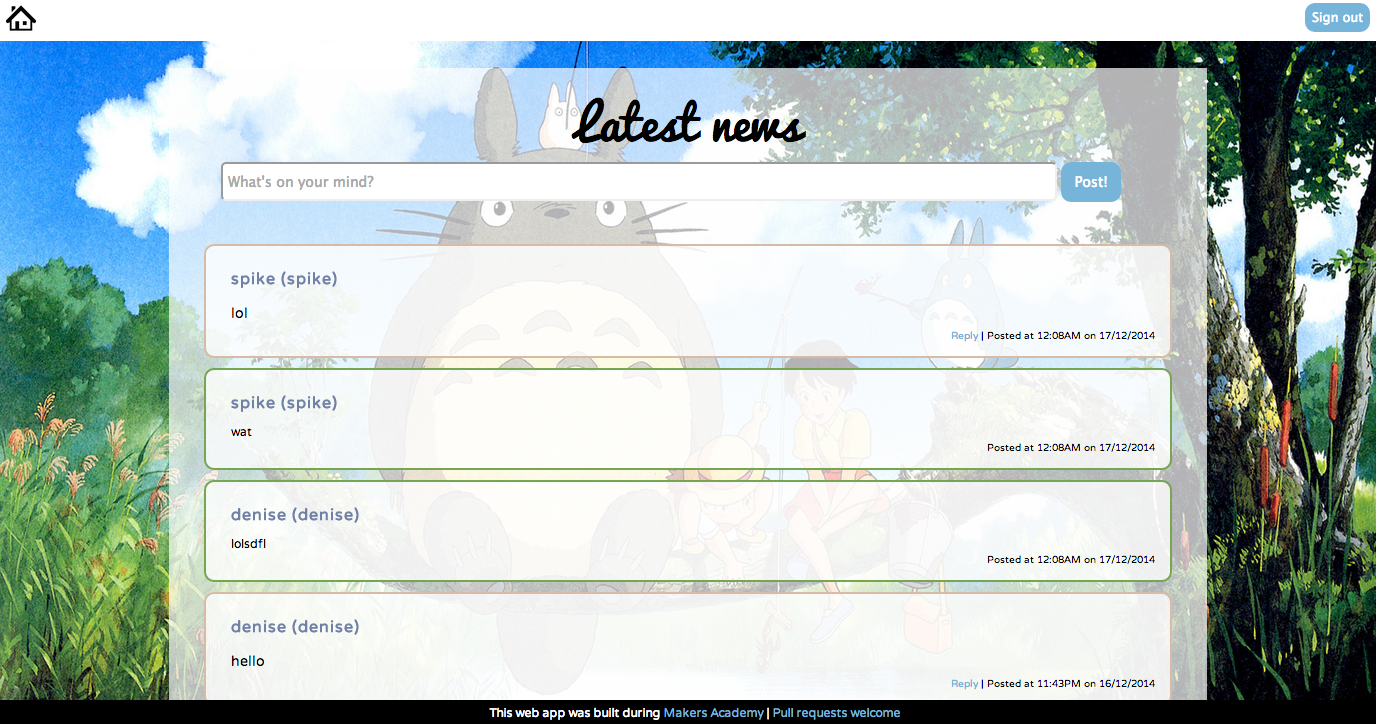 Sign out
Latest news
What's on your mind?
Post!
spike (spike)
lol
Reply | Posted at 12:08AM on 17/12/2014
spike (spike)
wat
Posted at 12:08AM on 17/12/2014
denise (denise)
lolsdfl
Posted at 12:08AM on 17/12/2014
denise (denise)
hello
Reply | Posted at 11:43PM on 16/12/2014
This web app was built during Makers Academy | Pull requests welcome